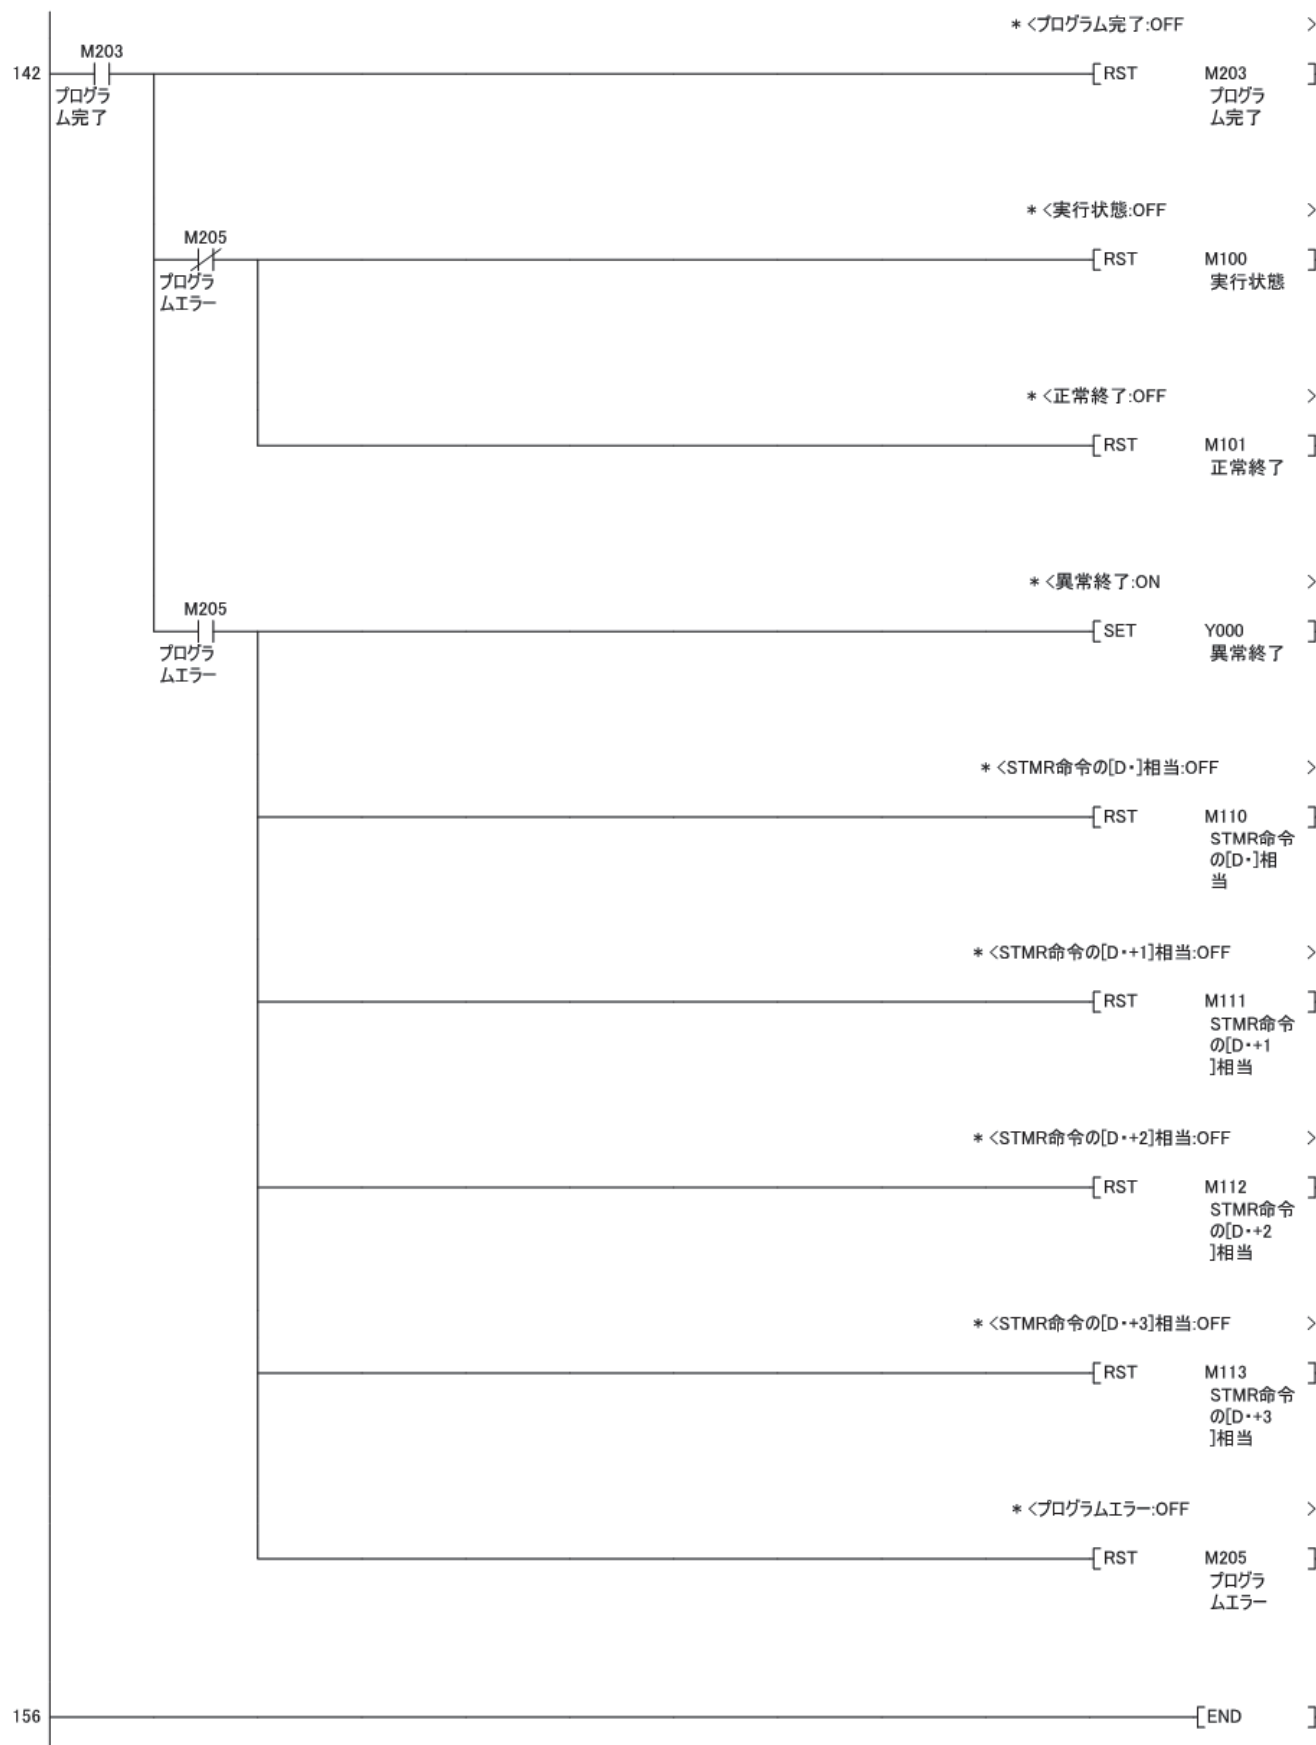 * <プログラム完了:OFF >
M203
142 [RST M203 ]
プログラ
ム完了
プログラ
ム完了
* <実行状態:OFF >
M205
[RST M100 ]
プログラ
ムエラー
実行状態
* <正常終了:OFF >
[RST M101 ]
正常終了
* <異常終了:ON >
M205
[SET Y000 ]
プログラ
ムエラー
異常終了
* <STMR命令の[D・]相当:OFF >
[RST M110 ]
STMR命令
の[D・]相
当
* <STMR命令の[D・+1]相当:OFF >
[RST M111 ]
STMR命令
の[D・+1
]相当
* <STMR命令の[D・+2]相当:OFF >
[RST M112 ]
STMR命令
の[D・+2
]相当
* <STMR命令の[D・+3]相当:OFF >
[RST M113 ]
STMR命令
の[D・+3
]相当
* <プログラムエラー:OFF >
[RST M205 ]
プログラ
ムエラー
156 [END ]